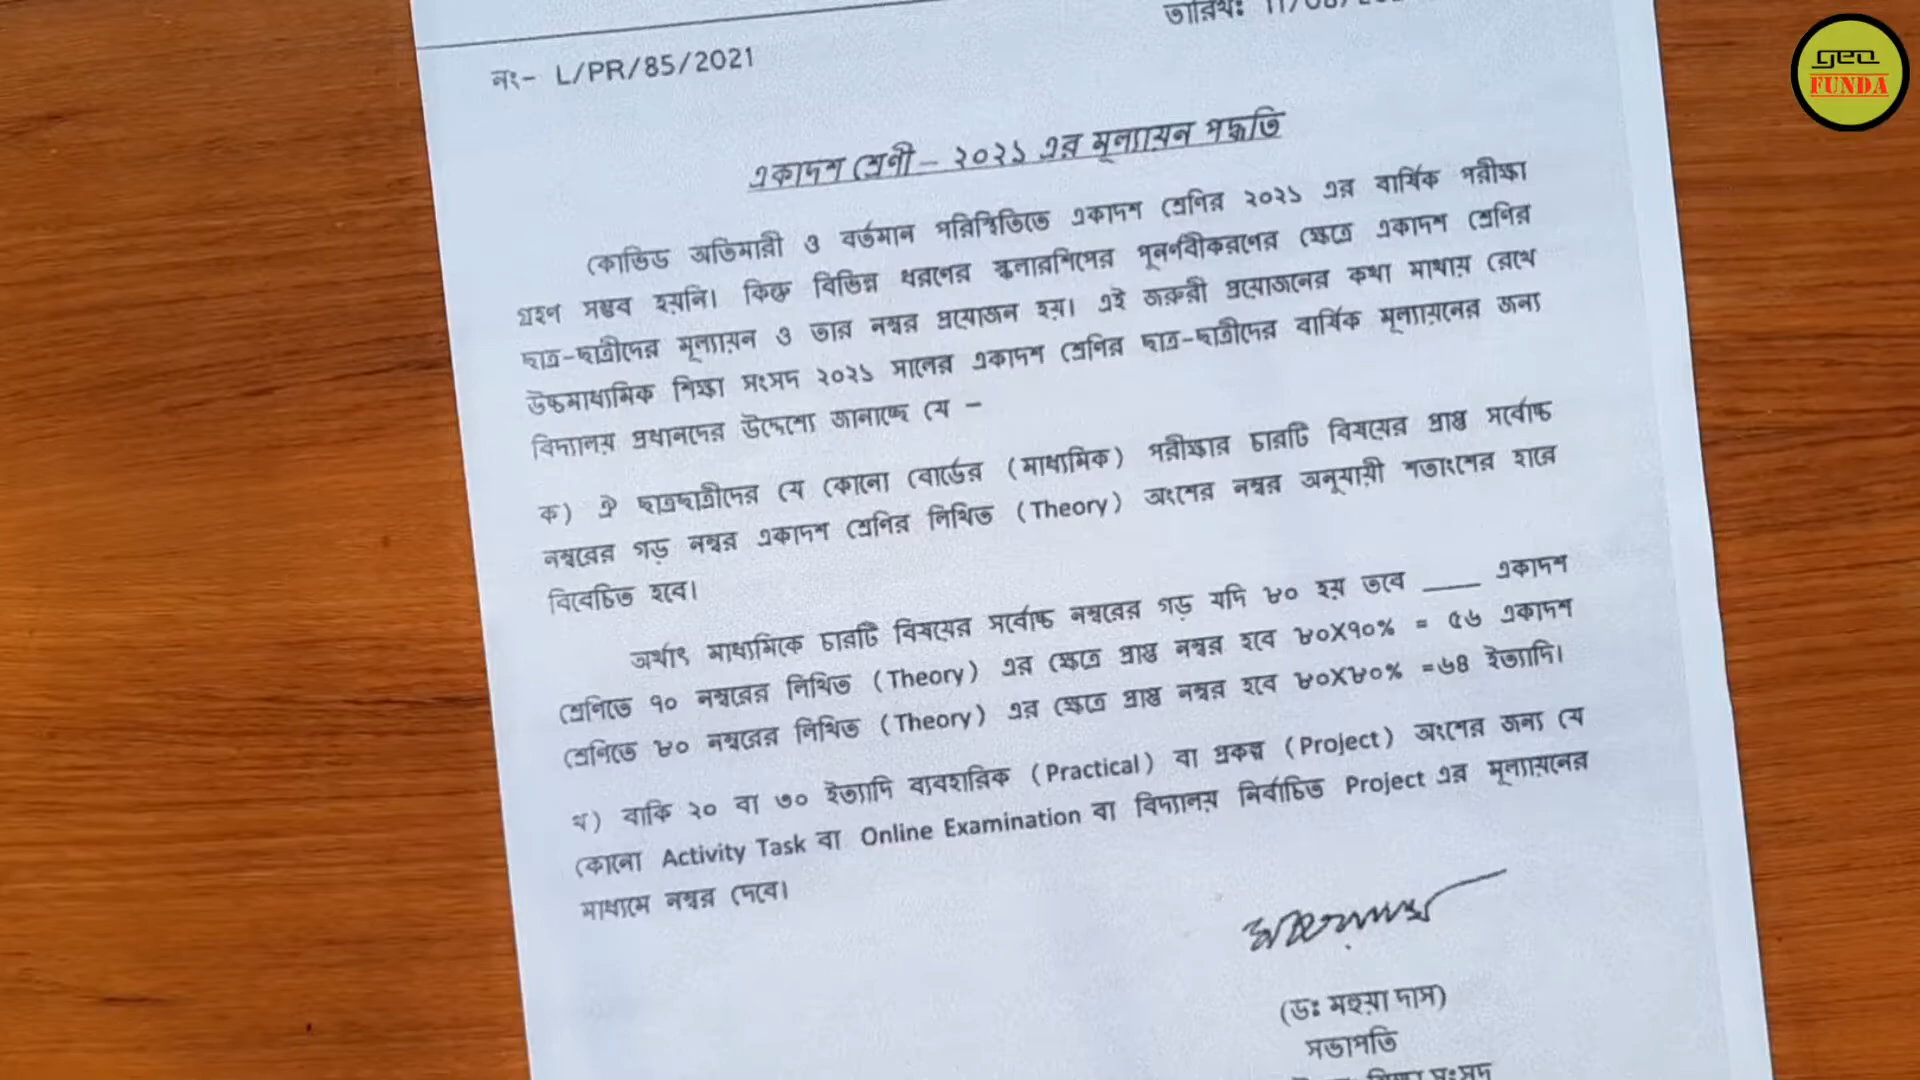 তারিখ: 11/08/
নং- L/PR/85/2021
geo
FUNDA
একাদশ শ্রেণী – ২০২১ এর মূল্যায়ন পদ্ধতি
কোভিড অতিমারী ও বর্তমান পরিস্থিতিতে একাদশ শ্রেণির ২০২১ এর বার্ষিক পরীক্ষা
গ্রহণ সম্ভব হয়নি। কিন্তু বিভিন্ন ধরনের স্কলারশিপের পূনর্নবীকরণের ক্ষেত্রে একাদশ শ্রেণির
ছাত্র-ছাত্রীদের মূল্যায়ন ও তার নম্বর প্রয়োজন হয়। এই জরুরী প্রয়োজনের কথা মাথায় রেখে
উচ্চমাধ্যমিক শিক্ষা সংসদ ২০২১ সালের একাদশ শ্রেণির ছাত্র-ছাত্রীদের বার্ষিক মূল্যায়নের জন্য
বিদ্যালয় প্রধানদের উদ্দেশ্যে জানাচ্ছে যে –
ক) ঐ ছাত্রছাত্রীদের যে কোনো বোর্ডের (মাধ্যমিক) পরীক্ষার চারটি বিষয়ের প্রাপ্ত সর্বোচ্চ
নম্বরের গড় নম্বর একাদশ শ্রেণির লিখিত (Theory) অংশের নম্বর অনুযায়ী শতাংশের হারে
বিবেচিত হবে।
অর্থাৎ মাধ্যমিকে চারটি বিষয়ের সর্বোচ্চ নম্বরের গড় যদি ৮০ হয় তবে ____ একাদশ
শ্রেণিতে ৭০ নম্বরের লিখিত (Theory) এর ক্ষেত্রে প্রাপ্ত নম্বর হবে ৮০X৭০% = ৫৬ একাদশ
শ্রেণিতে ৮০ নম্বরের লিখিত (Theory) এর ক্ষেত্রে প্রাপ্ত নম্বর হবে ৮০X৮০% =৬৪ ইত্যাদি।
খ) বাকি ২০ বা ৩০ ইত্যাদি ব্যবহারিক (Practical) বা প্রকল্প (Project) অংশের জন্য যে
কোনো Activity Task বা Online Examination বা বিদ্যালয় নির্বাচিত Project এর মূল্যায়নের
মাধ্যমে নম্বর দেবে।
(ডঃ মহুয়া দাস)
সভাপতি
শিক্ষা সংসদ